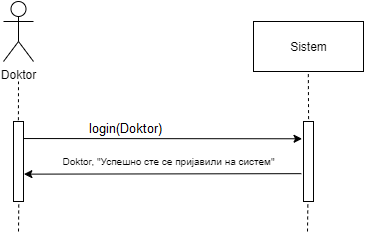 Sistem
Doktor
login(Doktor)
Doktor, "Успешно сте се пријавили на систем"